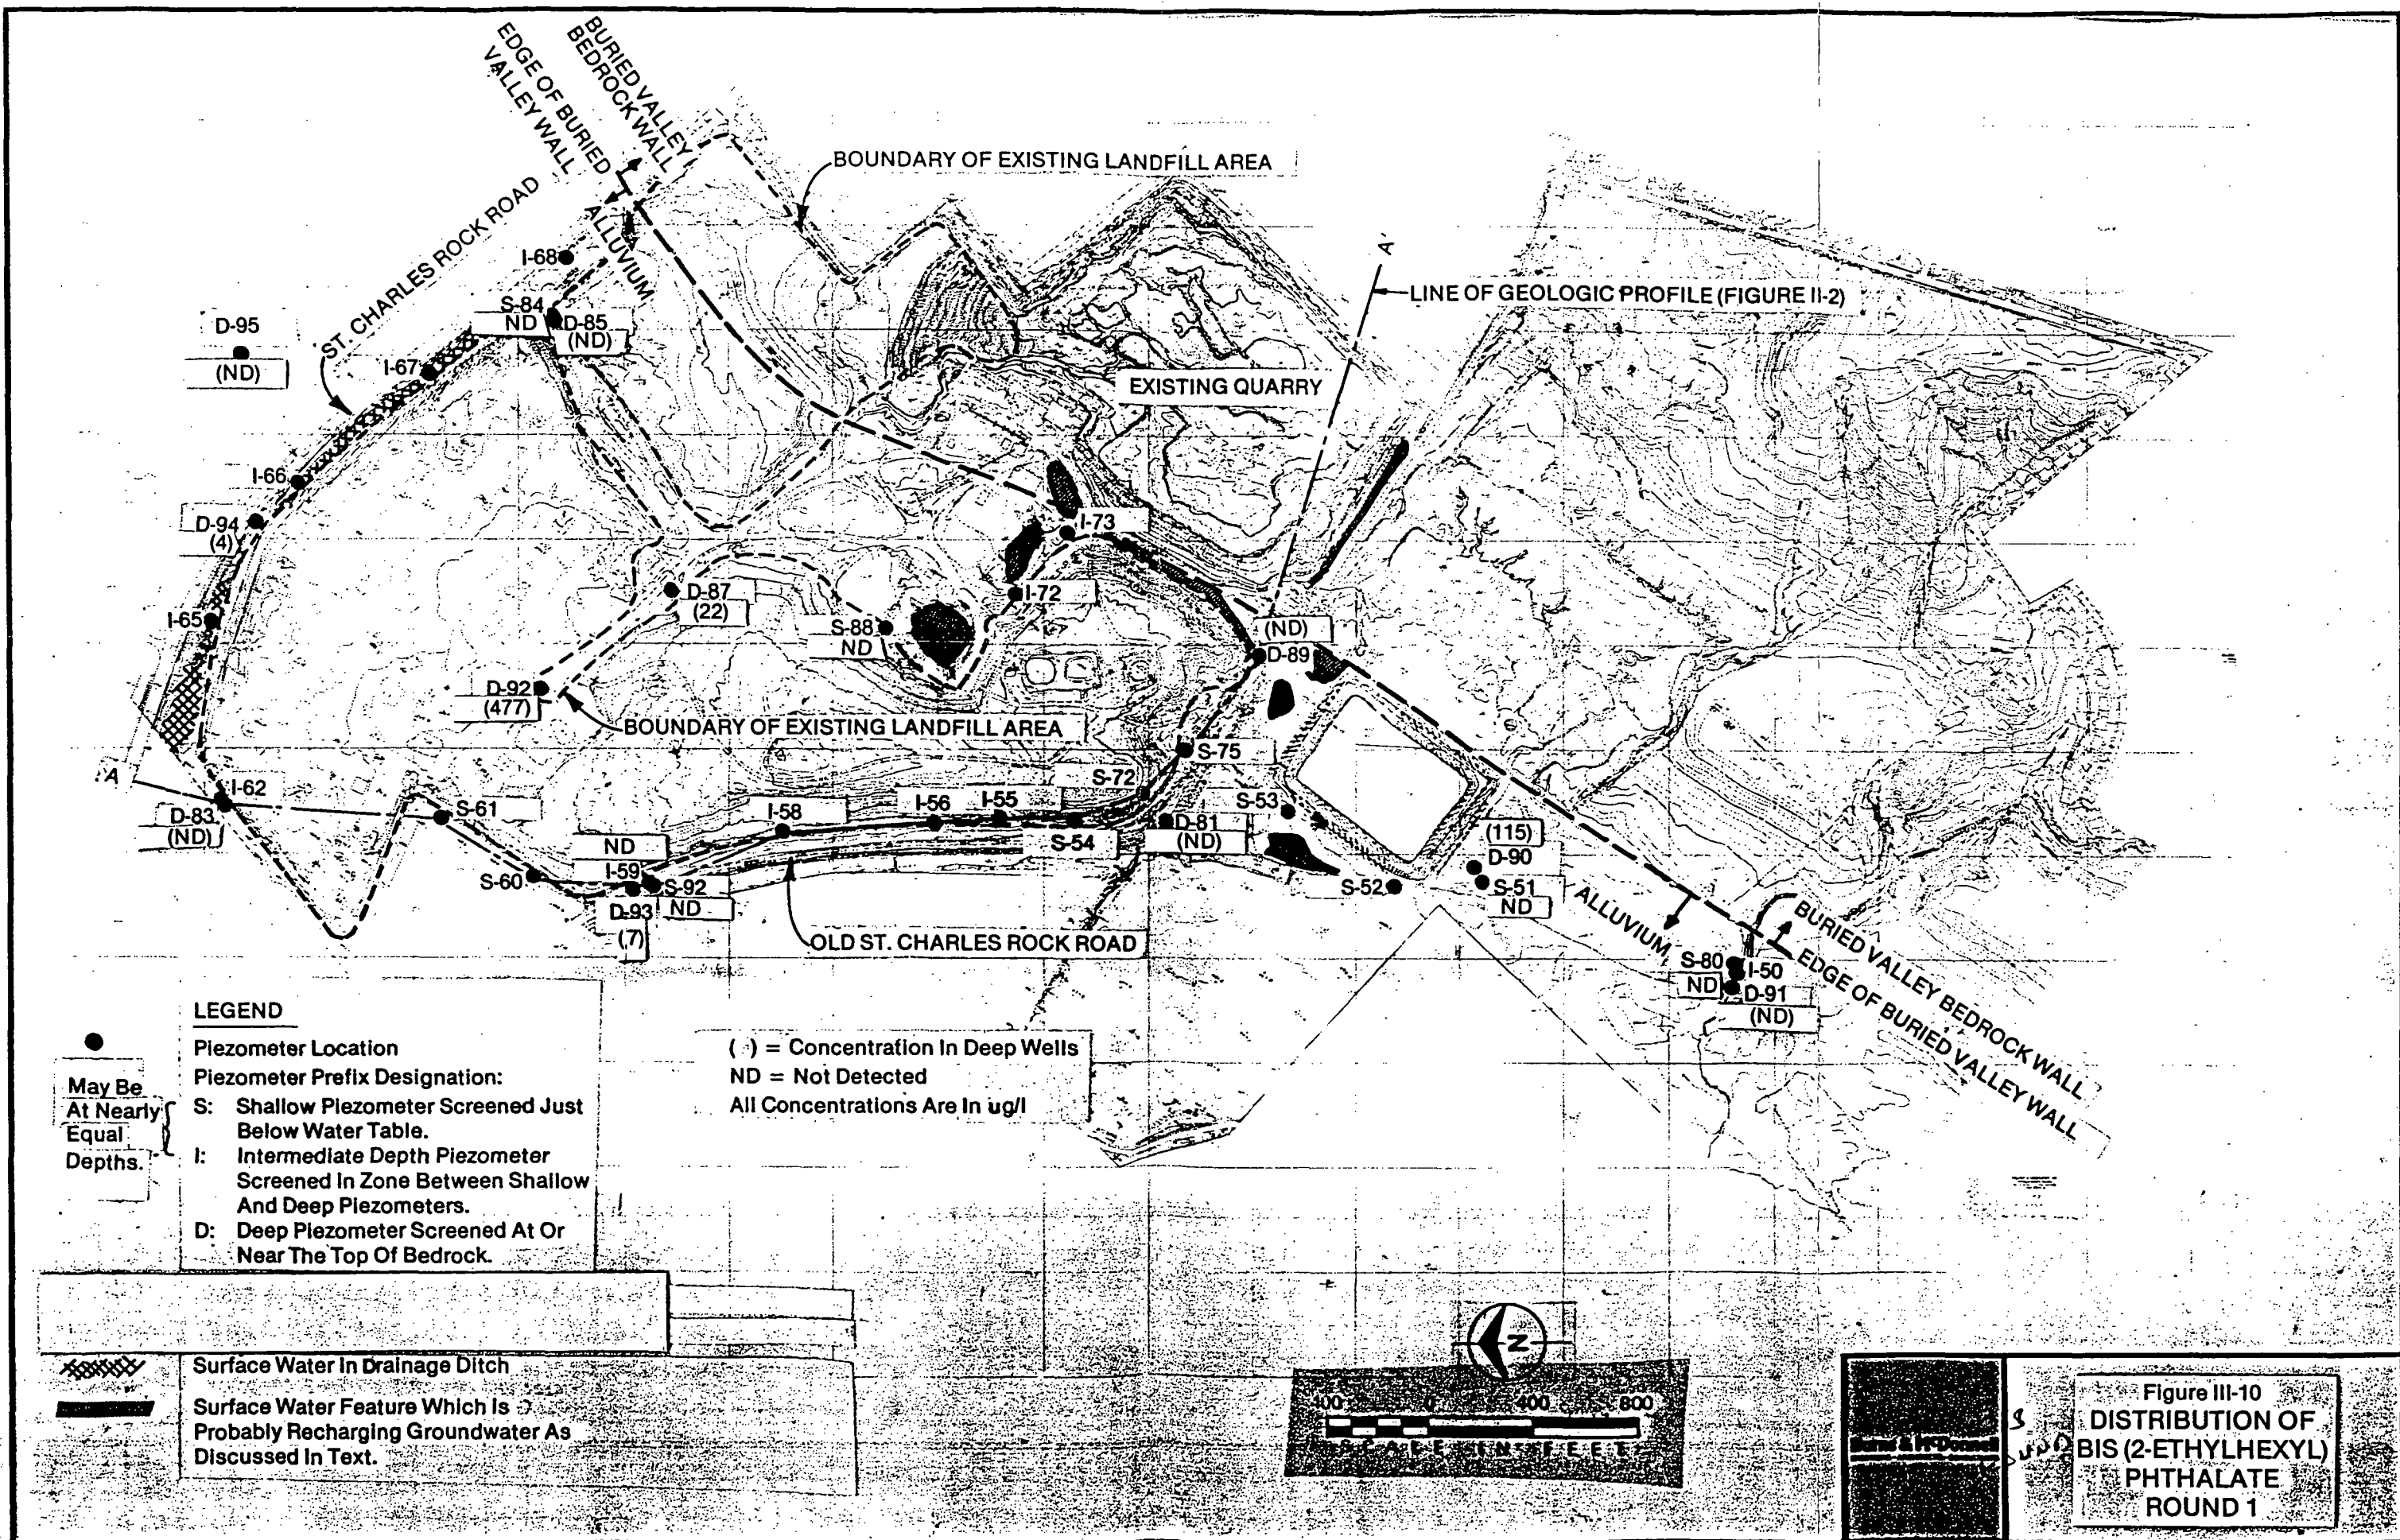 BURIED VALLEY
BEDROCK WALL
EDGE OF BURIED
VALLEY WALL
ALLUVIUM
BOUNDARY OF EXISTING LANDFILL AREA
ST. CHARLES ROCK ROAD
I-68
S-84
ND
D-85
(ND)
D-95
(ND)
I-67
I-66
D-94
(4)
I-65
A'
LINE OF GEOLOGIC PROFILE (FIGURE II-2)
EXISTING QUARRY
I-73
I-72
D-87
(22)
S-88
ND
(ND)
D-89
D-92
(477)
BOUNDARY OF EXISTING LANDFILL AREA
S-75
S-72
A
I-62
D-83
(ND)
S-61
I-58
I-56
I-55
S-54
D-81
(ND)
S-53
(115)
D-90
S-52
S-51
ND
ND
I-59
S-60
S-92
ND
D-93
(.7)
OLD ST. CHARLES ROCK ROAD
ALLUVIUM
BURIED VALLEY BEDROCK WALL
EDGE OF BURIED VALLEY WALL
S-80
ND
I-50
D-91
(ND)
LEGEND
Piezometer Location
Piezometer Prefix Designation:
May Be
At Nearly
Equal
Depths.
S: Shallow Piezometer Screened Just
Below Water Table.
I: Intermediate Depth Piezometer
Screened In Zone Between Shallow
And Deep Piezometers.
D: Deep Piezometer Screened At Or
Near The Top Of Bedrock.
( ) = Concentration In Deep Wells
ND = Not Detected
All Concentrations Are In ug/l
Surface Water In Drainage Ditch
Surface Water Feature Which Is
Probably Recharging Groundwater As
Discussed In Text.
N
400 0 400 800
SCALE IN FEET
Burns & McDonnell
Figure III-10
DISTRIBUTION OF
BIS (2-ETHYLHEXYL)
PHTHALATE
ROUND 1